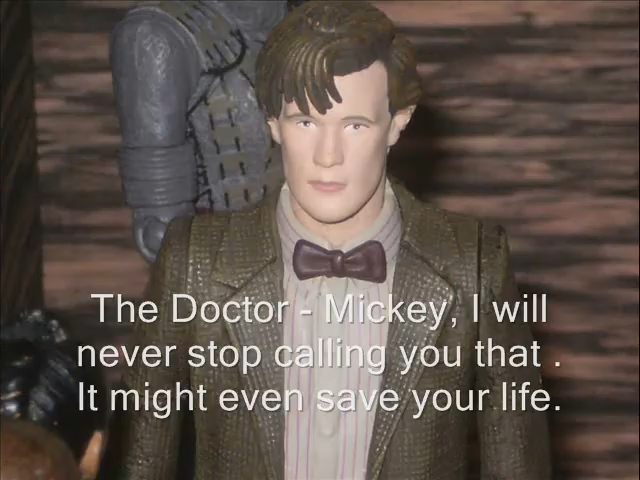 The Doctor - Mickey, I will
never stop calling you that .
It might even save your life.